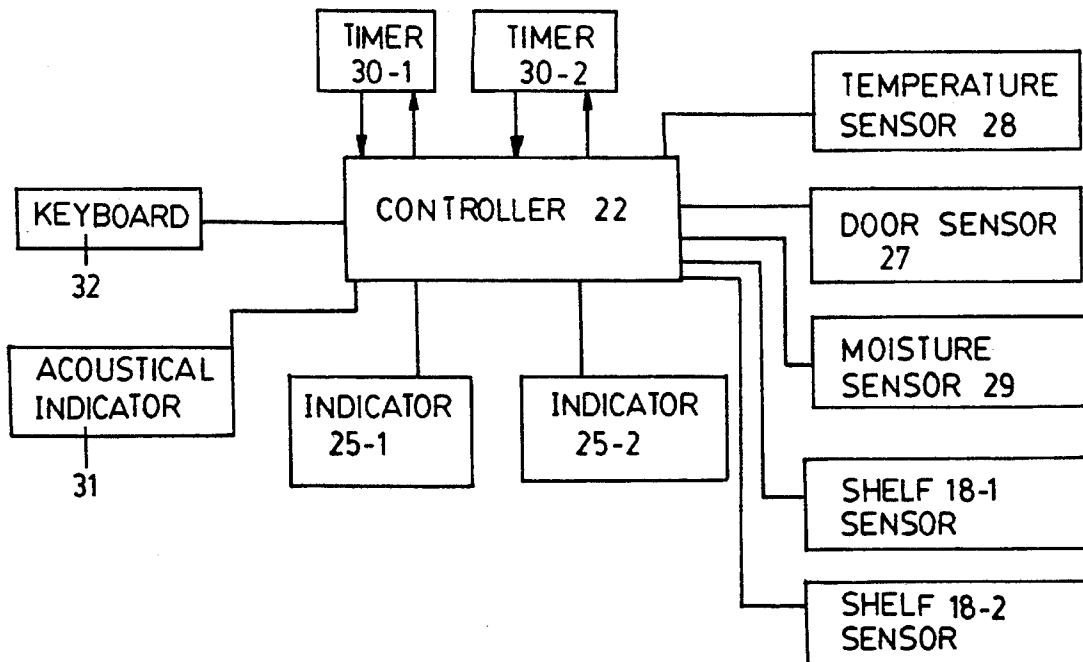 TIMER
30-1
TIMER
30-2
TEMPERATURE
SENSOR 28
KEYBOARD
32
CONTROLLER 22
DOOR SENSOR
27
ACOUSTICAL
INDICATOR
31
INDICATOR
25-1
INDICATOR
25-2
MOISTURE
SENSOR 29
SHELF 18-1
SENSOR
SHELF 18-2
SENSOR